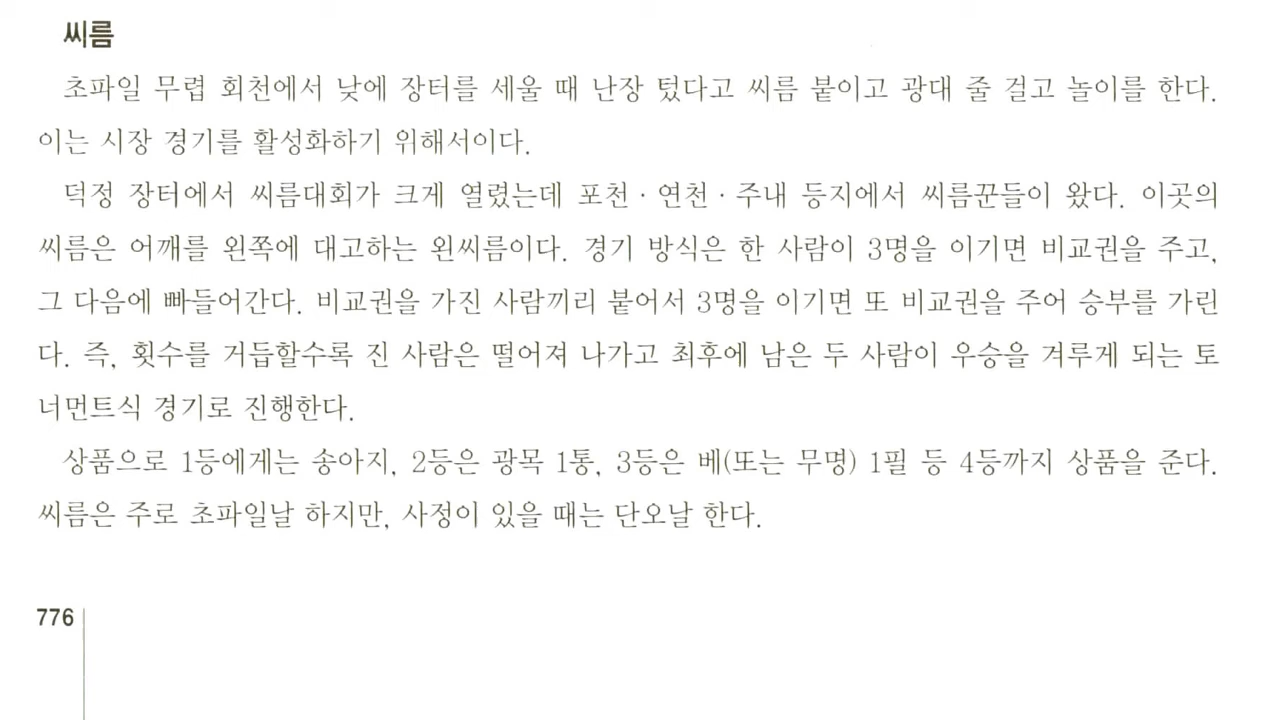 씨름
초파일 무렵 회천에서 낮에 장터를 세울 때 난장 텄다고 씨름 붙이고 광대 줄 걸고 놀이를 한다.
이는 시장 경기를 활성화하기 위해서이다.
덕정 장터에서 씨름대회가 크게 열렸는데 포천·연천·주내 등지에서 씨름꾼들이 왔다. 이곳의
씨름은 어깨를 왼쪽에 대고하는 왼씨름이다. 경기 방식은 한 사람이 3명을 이기면 비교권을 주고,
그 다음에 빠들어간다. 비교권을 가진 사람끼리 붙어서 3명을 이기면 또 비교권을 주어 승부를 가린
다. 즉, 횟수를 거듭할수록 진 사람은 떨어져 나가고 최후에 남은 두 사람이 우승을 겨루게 되는 토
너먼트식 경기로 진행한다.
상품으로 1등에게는 송아지, 2등은 광목 1통, 3등은 베(또는 무명) 1필 등 4등까지 상품을 준다.
씨름은 주로 초파일날 하지만, 사정이 있을 때는 단오날 한다.
776